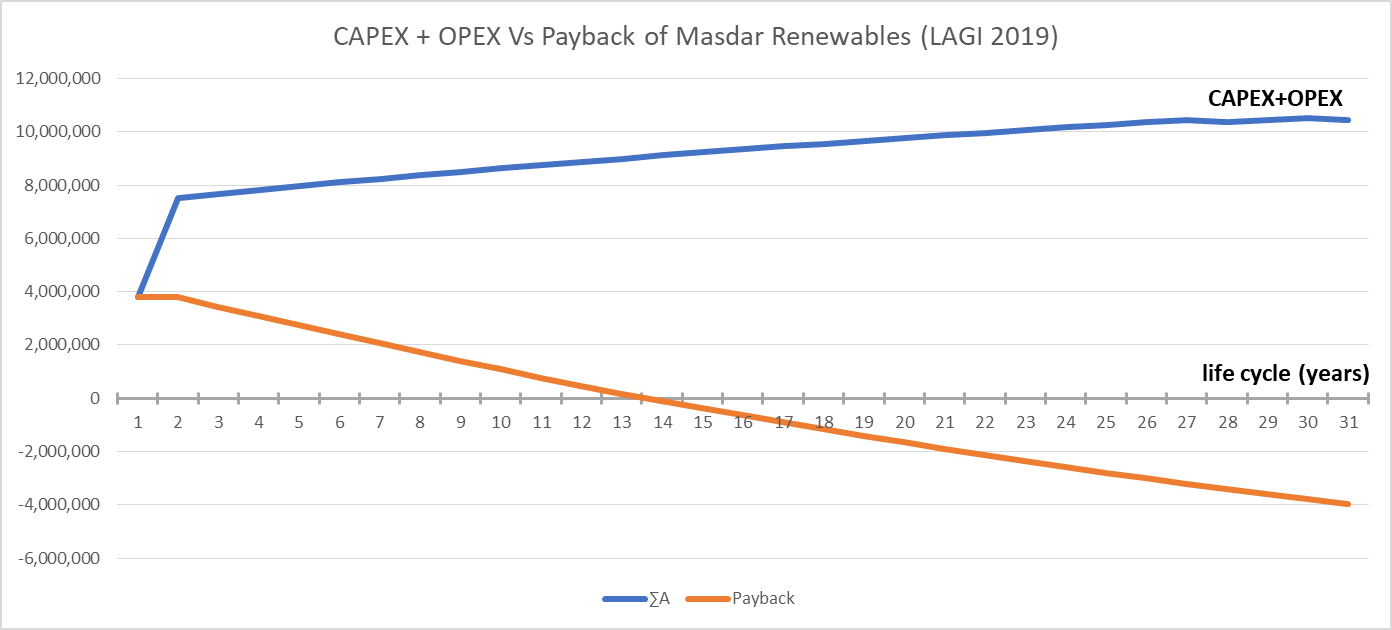 CAPEX + OPEX Vs Payback of Masdar Renewables (LAGI 2019)
12,000,000
CAPEX+OPEX
10,000,000
8,000,000
6,000,000
4,000,000
2,000,000
life cycle (years)
0
1 2 3 4 5 6 7 8 9 10 11 12 13 14 15 16 17 18 19 20 21 22 23 24 25 26 27 28 29 30 31
-2,000,000
-4,000,000
-6,000,000
∑A Payback